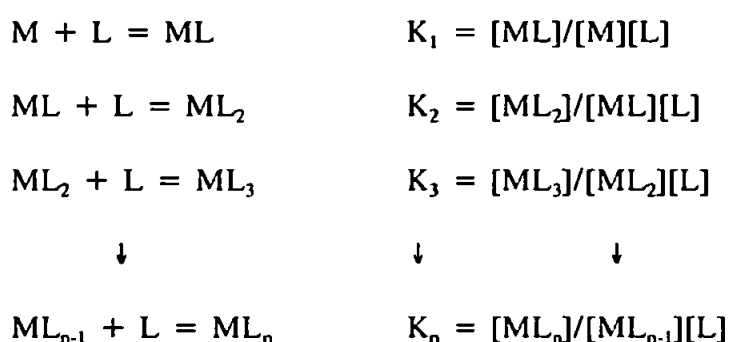 M + L = ML K₁ = [ML]/[M][L]
ML + L = ML₂ K₂ = [ML₂]/[ML][L]
ML₂ + L = ML₃ K₃ = [ML₃]/[ML₂][L]
↓ ↓ ↓
MLₙ₋₁ + L = MLₙ Kₙ = [MLₙ]/[MLₙ₋₁][L]